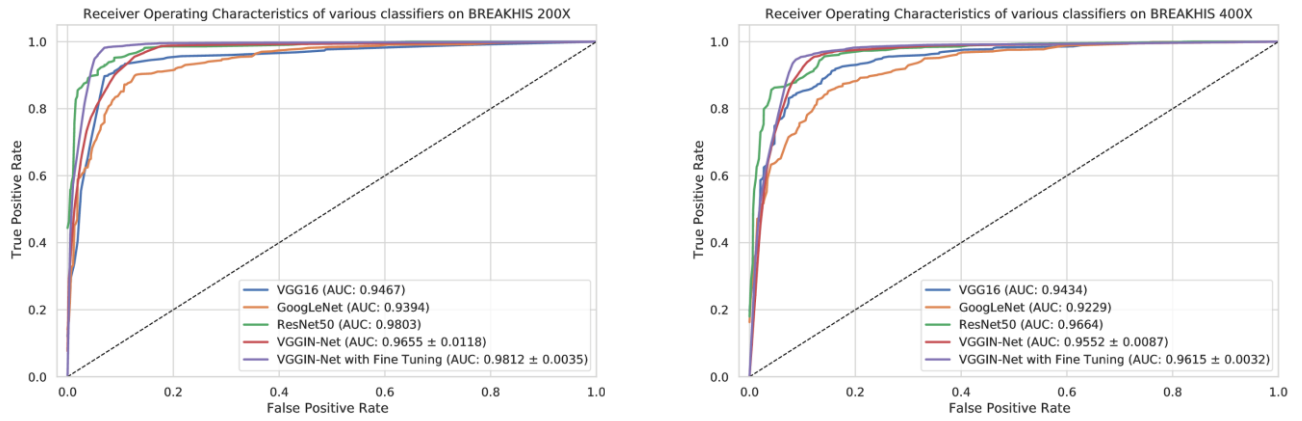 Receiver Operating Characteristics of various classifiers on BREAKHIS 200X
1.0
0.8
0.6
0.4
0.2
0.0
True Positive Rate
VGG16 (AUC: 0.9467)
GoogLeNet (AUC: 0.9394)
ResNet50 (AUC: 0.9803)
VGGIN-Net (AUC: 0.9655 ± 0.0118)
VGGIN-Net with Fine Tuning (AUC: 0.9812 ± 0.0035)
0.0 0.2 0.4 0.6 0.8 1.0
False Positive Rate
Receiver Operating Characteristics of various classifiers on BREAKHIS 400X
1.0
0.8
0.6
0.4
0.2
0.0
True Positive Rate
VGG16 (AUC: 0.9434)
GoogLeNet (AUC: 0.9229)
ResNet50 (AUC: 0.9664)
VGGIN-Net (AUC: 0.9552 ± 0.0087)
VGGIN-Net with Fine Tuning (AUC: 0.9615 ± 0.0032)
0.0 0.2 0.4 0.6 0.8 1.0
False Positive Rate